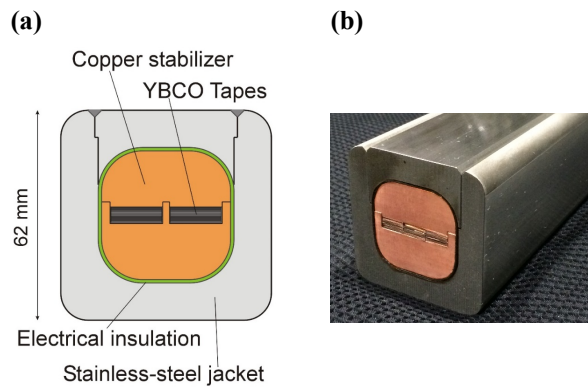 (a)
Copper stabilizer
YBCO Tapes
62 mm
Electrical insulation
Stainless-steel jacket
(b)